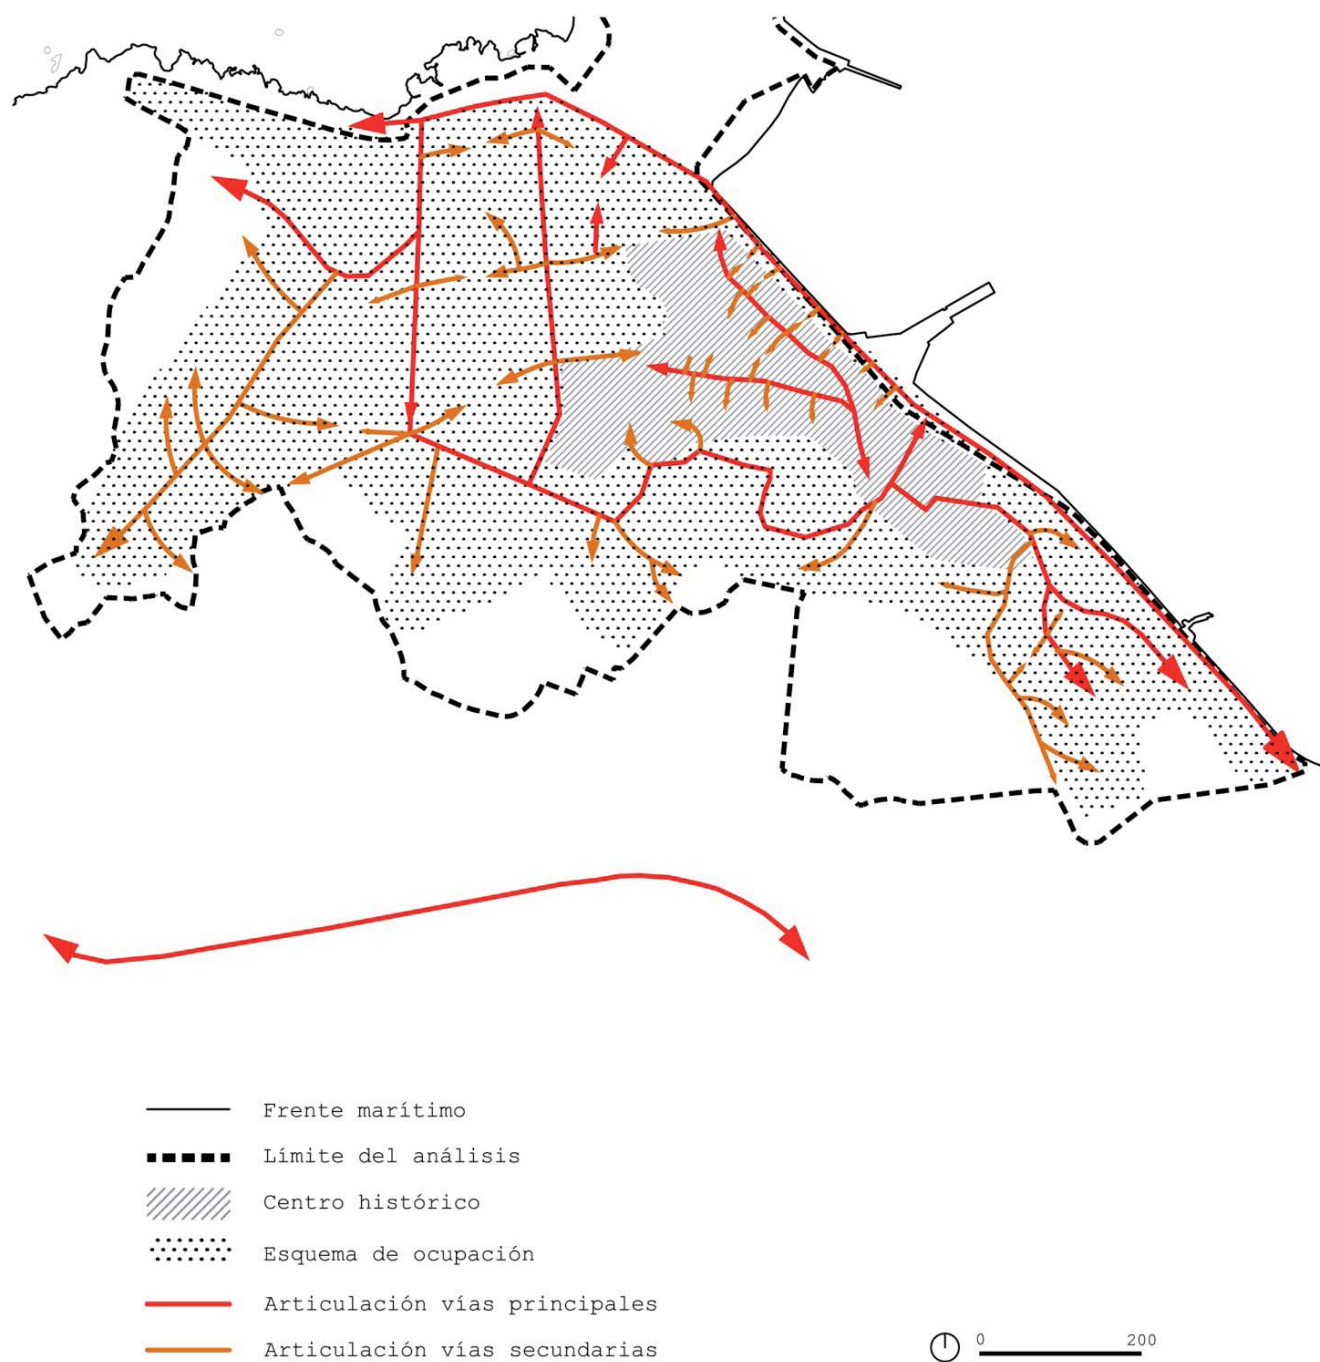 Frente marítimo
Límite del análisis
Centro histórico
Esquema de ocupación
Articulación vías principales
Articulación vías secundarias
0 200